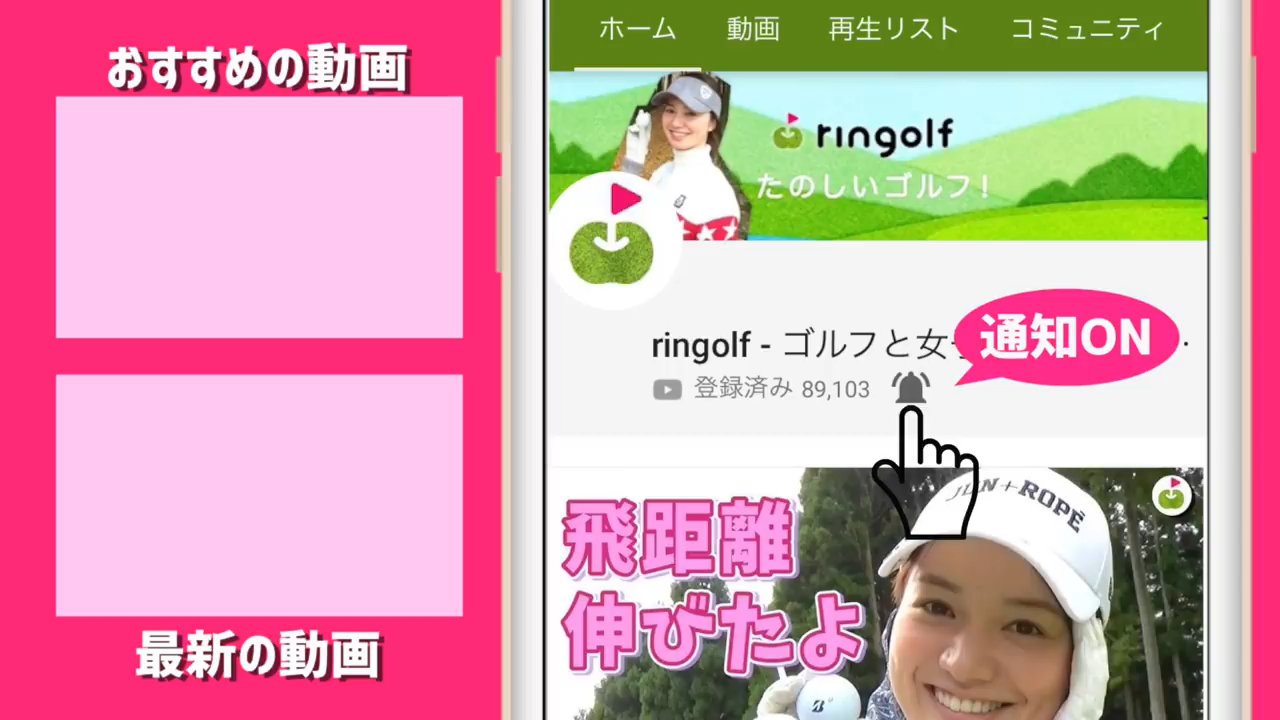 おすすめの動画
最新の動画
ホーム 動画 再生リスト コミュニティ
ringolf
たのしいゴルフ!
ringolf - ゴルフと女
通知ON
登録済み 89,103
飛距離
伸びたよ
JUN+ROPÉ
B